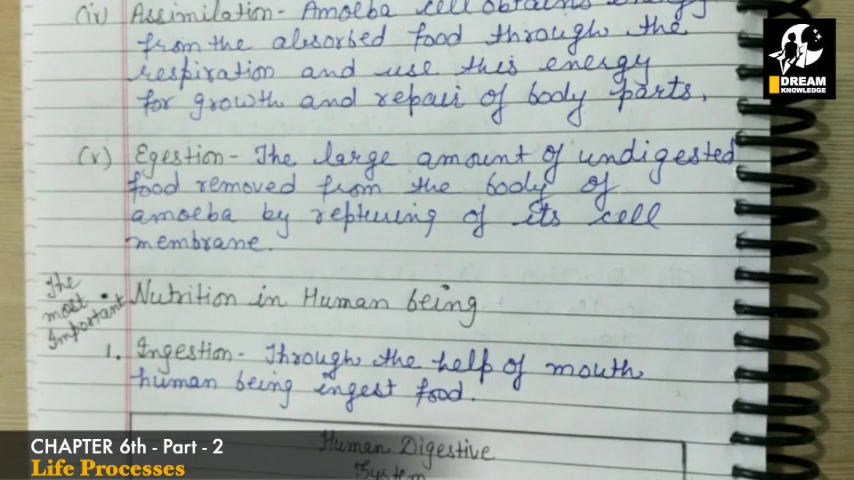 (iv) Assimilation - Amoeba cell obtains energy
from the absorbed food through the
respiration and use this energy
for growth and repair of body parts.
(v) Egestion - The large amount of undigested
food removed from the body of
amoeba by repturing of its cell
membrane.
The most Important
• Nutrition in Human being
1. Ingestion - Through the help of mouth
human being ingest food.
Human Digestive
System
DREAM
KNOWLEDGE
CHAPTER 6th - Part - 2
Life Processes